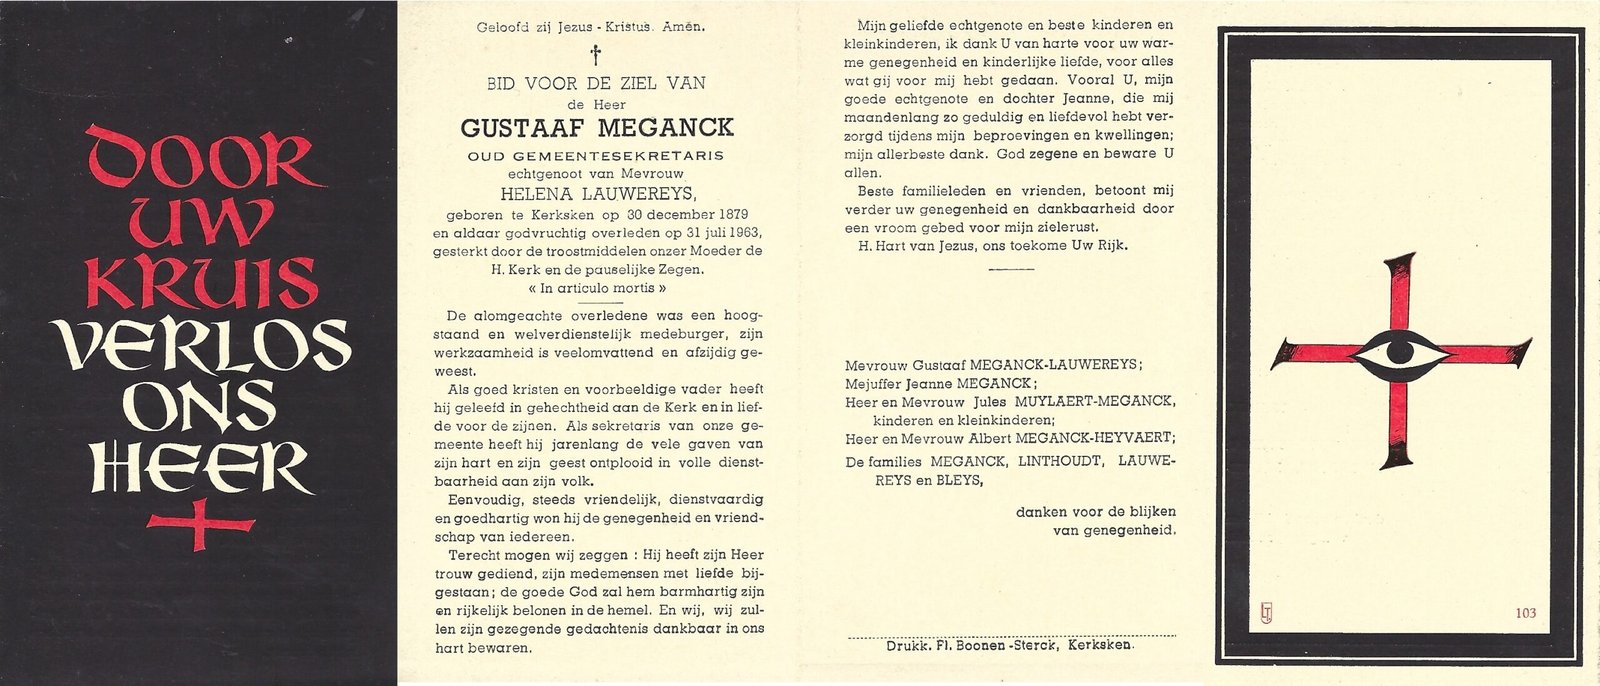 DOOR
UW
KRUIS
VERLOS
ONS
HEER
Geloofd zij Jezus - Kristus. Amen.
BID VOOR DE ZIEL VAN
de Heer
GUSTAAF MEGANCK
OUD GEMEENTESEKRETARIS
echtgenoot van Mevrouw
HELENA LAUWEREYS,
geboren te Kerksken op 30 december 1879
en aldaar godvruchtig overleden op 31 juli 1963,
gesterkt door de troostmiddelen onzer Moeder de
H. Kerk en de pauselijke Zegen.
« In articulo mortis »
De alomgeachte overledene was een hoog-
staand en welverdienstelijk medeburger, zijn
werkzaamheid is veelomvattend en afzijdig ge-
weest.
Als goed kristen en voorbeeldige vader heeft
hij geleefd in gehechtheid aan de Kerk en in lief-
de voor de zijnen. Als sekretaris van onze ge-
meente heeft hij jarenlang de vele gaven van
zijn hart en zijn geest ontplooid in volle dienst-
baarheid aan zijn volk.
Eenvoudig, steeds vriendelijk, dienstvaardig
en goedhartig won hij de genegenheid en vriend-
schap van iedereen.
Terecht mogen wij zeggen : Hij heeft zijn Heer
trouw gediend, zijn medemensen met liefde bij-
gestaan; de goede God zal hem barmhartig zijn
en rijkelijk belonen in de hemel. En wij, wij zul-
len zijn gezegende gedachtenis dankbaar in ons
hart bewaren.
Mijn geliefde echtgenote en beste kinderen en
kleinkinderen, ik dank U van harte voor uw war-
me genegenheid en kinderlijke liefde, voor alles
wat gij voor mij hebt gedaan. Vooral U, mijn
goede echtgenote en dochter Jeanne, die mij
maandenlang zo geduldig en liefdevol hebt ver-
zorgd tijdens mijn beproevingen en kwellingen;
mijn allerbeste dank. God zegene en beware U
allen.
Beste familieleden en vrienden, betoont mij
verder uw genegenheid en dankbaarheid door
een vroom gebed voor mijn zielerust.
H. Hart van Jezus, ons toekome Uw Rijk.
Mevrouw Gustaaf MEGANCK-LAUWEREYS;
Mejuffer Jeanne MEGANCK;
Heer en Mevrouw Jules MUYLAERT-MEGANCK,
kinderen en kleinkinderen;
Heer en Mevrouw Albert MEGANCK-HEYVAERT;
De families MEGANCK, LINTHOUDT, LAUWE-
REYS en BLEYS,
danken voor de blijken
van genegenheid.
Drukk. Fl. Boonen-Sterck, Kerksken.
103